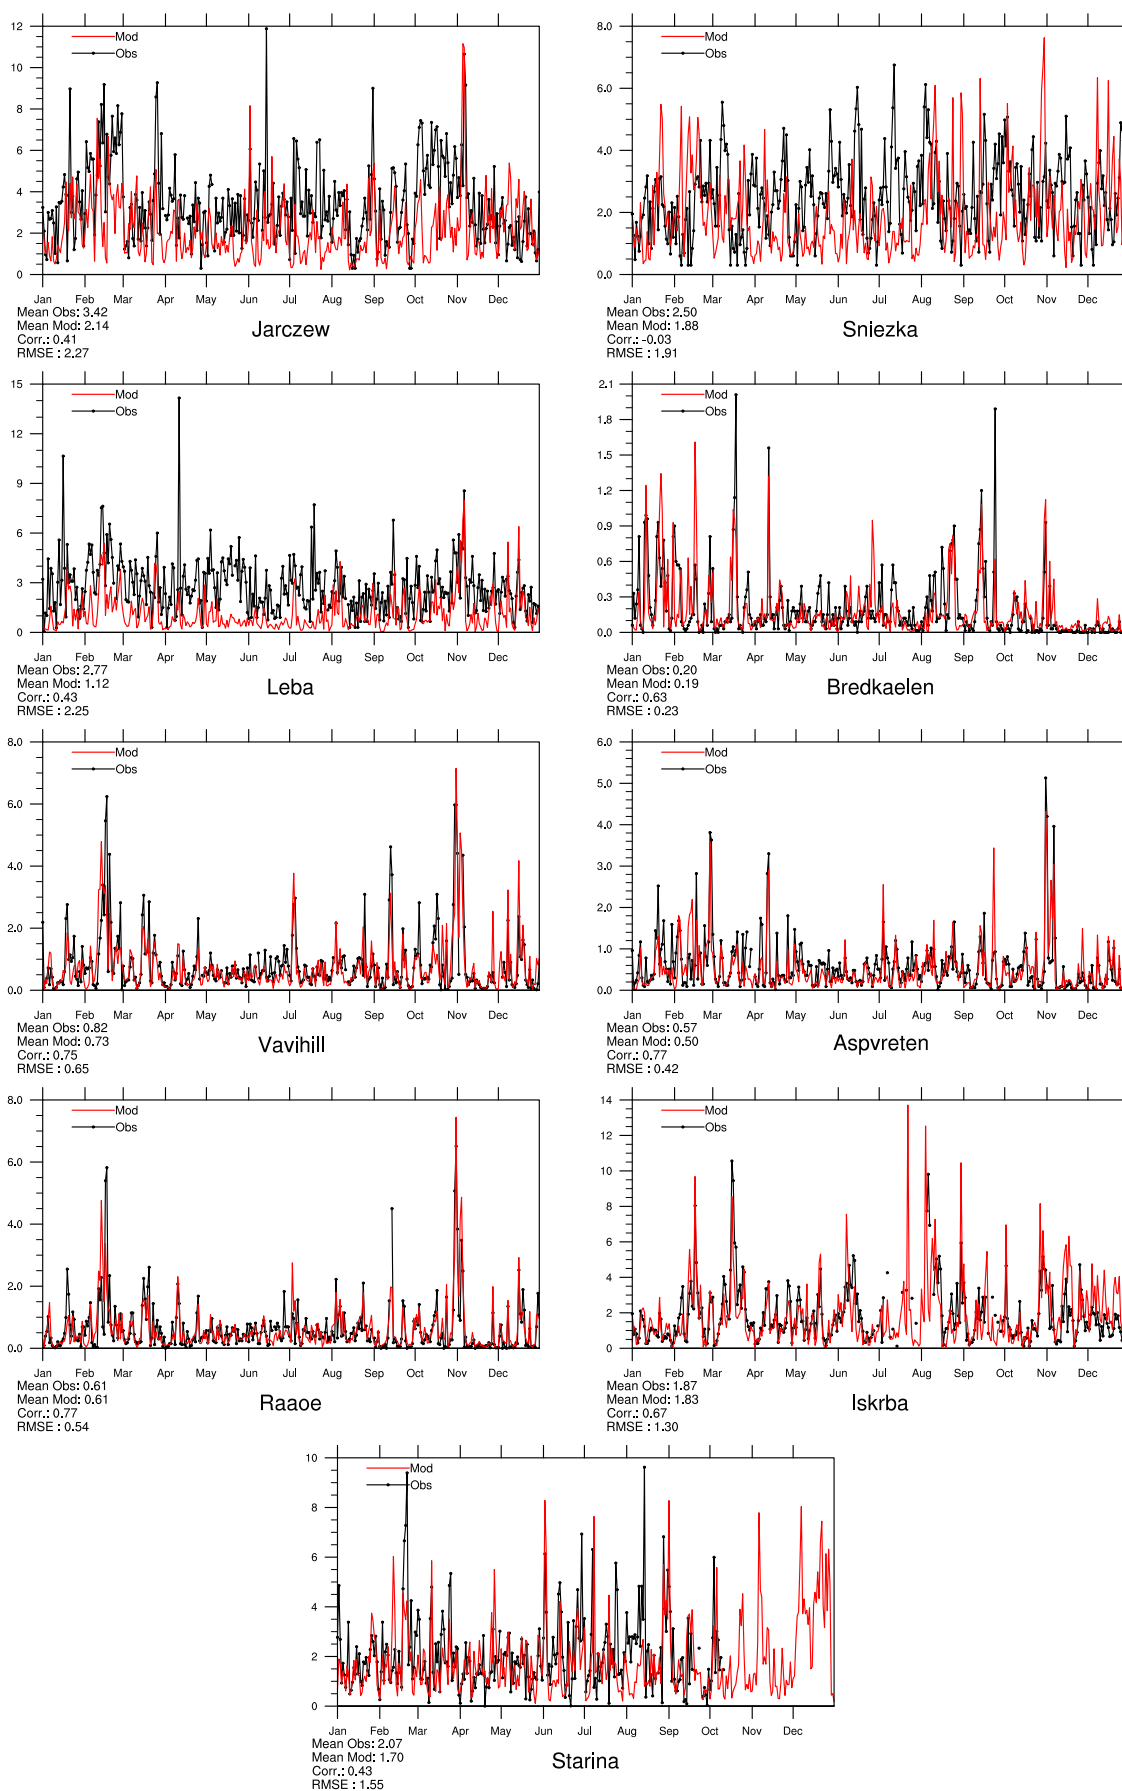 12
10
8
6
4
2
0
Mod
Obs
Jan Feb Mar Apr May Jun Jul Aug Sep Oct Nov Dec
Mean Obs: 3.42
Mean Mod: 2.14
Corr.: 0.41
RMSE : 2.27
Jarczew
8.0
6.0
4.0
2.0
0.0
Mod
Obs
Jan Feb Mar Apr May Jun Jul Aug Sep Oct Nov Dec
Mean Obs: 2.50
Mean Mod: 1.88
Corr.: -0.03
RMSE : 1.91
Sniezka
15
12
9
6
3
0
Mod
Obs
Jan Feb Mar Apr May Jun Jul Aug Sep Oct Nov Dec
Mean Obs: 2.77
Mean Mod: 1.12
Corr.: 0.43
RMSE : 2.25
Leba
2.1
1.8
1.5
1.2
0.9
0.6
0.3
0.0
Mod
Obs
Jan Feb Mar Apr May Jun Jul Aug Sep Oct Nov Dec
Mean Obs: 0.20
Mean Mod: 0.19
Corr.: 0.63
RMSE : 0.23
Bredkaelen
8.0
6.0
4.0
2.0
0.0
Mod
Obs
Jan Feb Mar Apr May Jun Jul Aug Sep Oct Nov Dec
Mean Obs: 0.82
Mean Mod: 0.73
Corr.: 0.75
RMSE : 0.65
Vavihill
6.0
5.0
4.0
3.0
2.0
1.0
0.0
Mod
Obs
Jan Feb Mar Apr May Jun Jul Aug Sep Oct Nov Dec
Mean Obs: 0.57
Mean Mod: 0.50
Corr.: 0.77
RMSE : 0.42
Aspvreten
8.0
6.0
4.0
2.0
0.0
Mod
Obs
Jan Feb Mar Apr May Jun Jul Aug Sep Oct Nov Dec
Mean Obs: 0.61
Mean Mod: 0.61
Corr.: 0.77
RMSE : 0.54
Raaoe
14
12
10
8
6
4
2
0
Mod
Obs
Jan Feb Mar Apr May Jun Jul Aug Sep Oct Nov Dec
Mean Obs: 1.87
Mean Mod: 1.83
Corr.: 0.67
RMSE : 1.30
Iskrba
10
8
6
4
2
0
Mod
Obs
Jan Feb Mar Apr May Jun Jul Aug Sep Oct Nov Dec
Mean Obs: 2.07
Mean Mod: 1.70
Corr.: 0.43
RMSE : 1.55
Starina